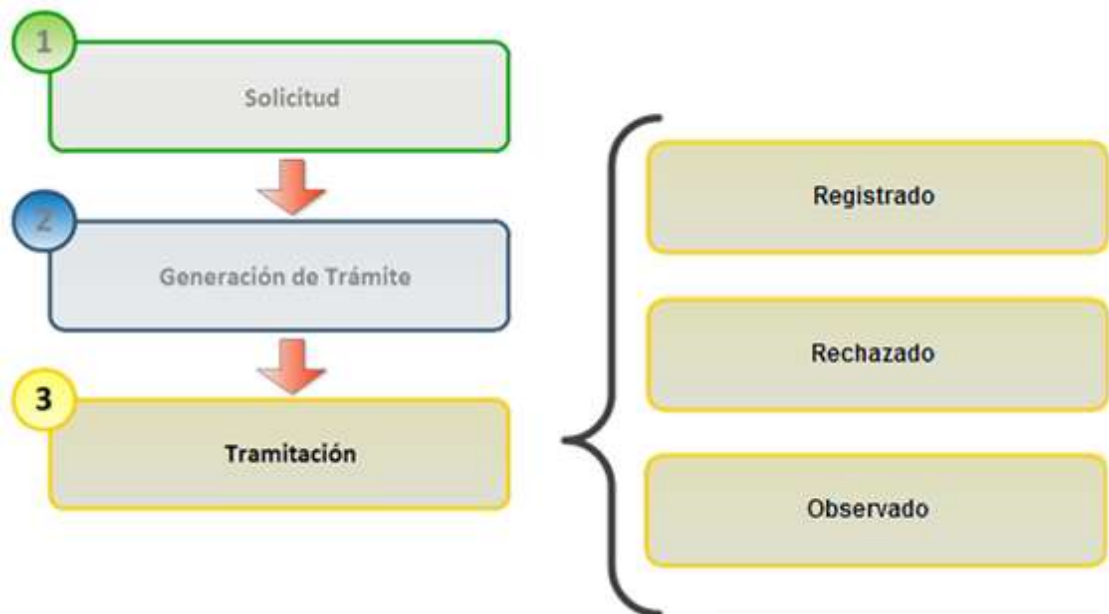 1
Solicitud
2
Generación de Trámite
3
Tramitación
Registrado
Rechazado
Observado